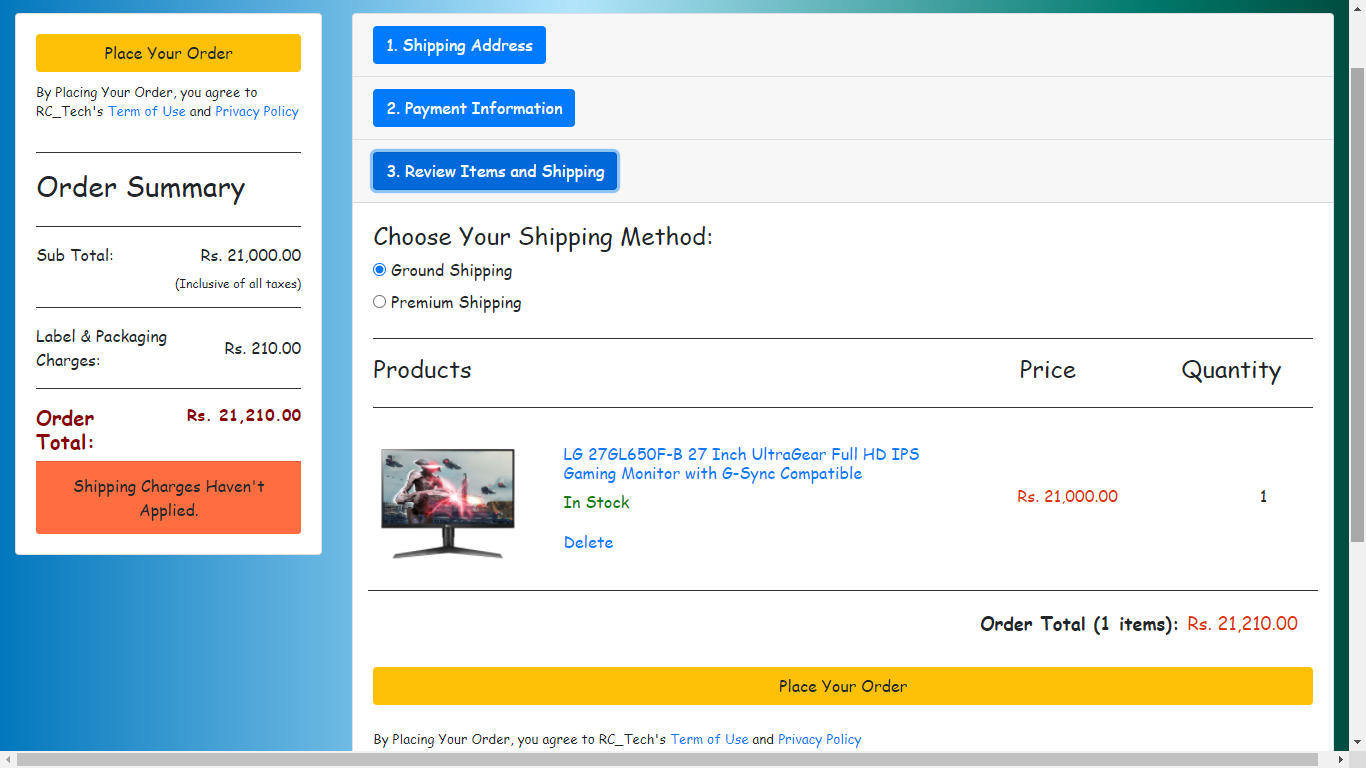 Place Your Order
By Placing Your Order, you agree to
RC_Tech's Term of Use and Privacy Policy
Order Summary
Sub Total: Rs. 21,000.00
(Inclusive of all taxes)
Label & Packaging
Charges: Rs. 210.00
Order
Total: Rs. 21,210.00
Shipping Charges Haven't
Applied.
1. Shipping Address
2. Payment Information
3. Review Items and Shipping
Choose Your Shipping Method:
Ground Shipping
Premium Shipping
Products Price Quantity
LG 27GL650F-B 27 Inch UltraGear Full HD IPS
Gaming Monitor with G-Sync Compatible
In Stock
Rs. 21,000.00 1
Delete
Order Total (1 items): Rs. 21,210.00
Place Your Order
By Placing Your Order, you agree to RC_Tech's Term of Use and Privacy Policy